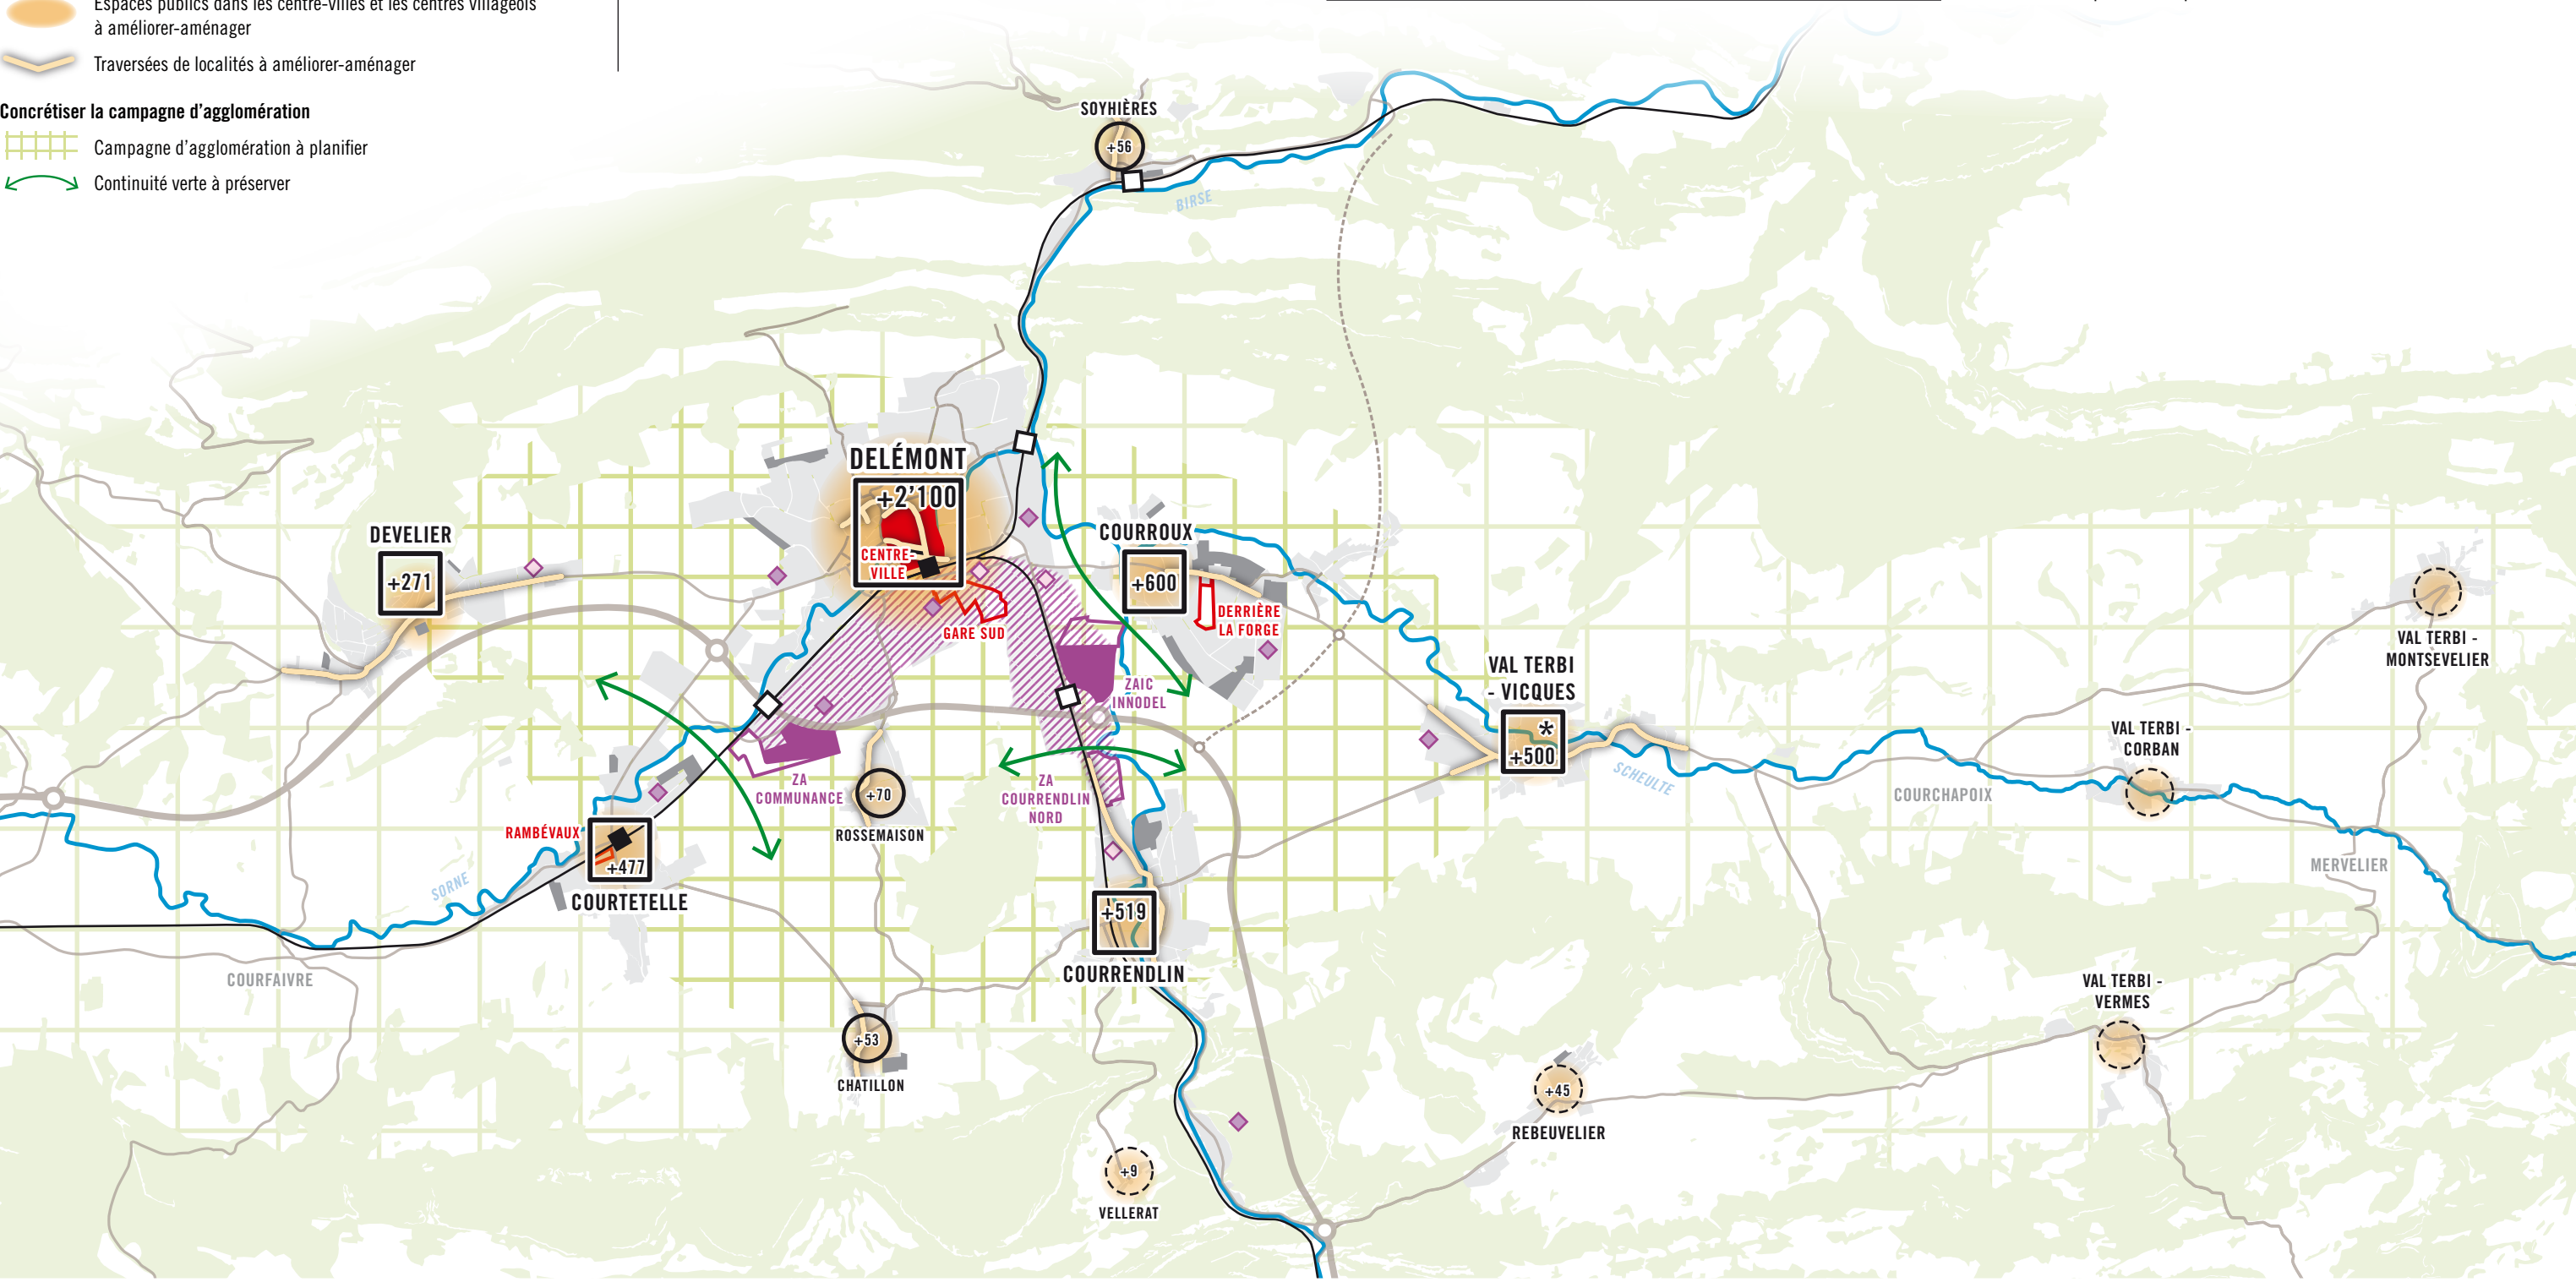 Espaces publics dans les centre-villes et les centres villageois
à améliorer-aménager
Traversées de localités à améliorer-aménager
Concrétiser la campagne d'agglomération
Campagne d'agglomération à planifier
Continuité verte à préserver
SOYHIÈRES
+56
BIRSE
DELÉMONT
+2'100
CENTRE-
VILLE
GARE SUD
DEVELIER
+271
COURROUX
+600
DERRIÈRE
LA FORGE
ZAIC
INNODEL
VAL TERBI
- VICQUES
*
+500
SCHEULTE
VAL TERBI -
MONTSEVELIER
VAL TERBI -
CORBAN
COURCHAPOIX
MERVELIER
ZA
COMMUNANCE
+70
ROSSEMAISON
ZA
COURRENDLIN
NORD
RAMBÉVAUX
+477
COURTETELLE
SORNE
COURFAIVRE
+519
COURRENDLIN
+53
CHATILLON
VAL TERBI -
VERMES
+45
REBEUVELIER
+9
VELLERAT